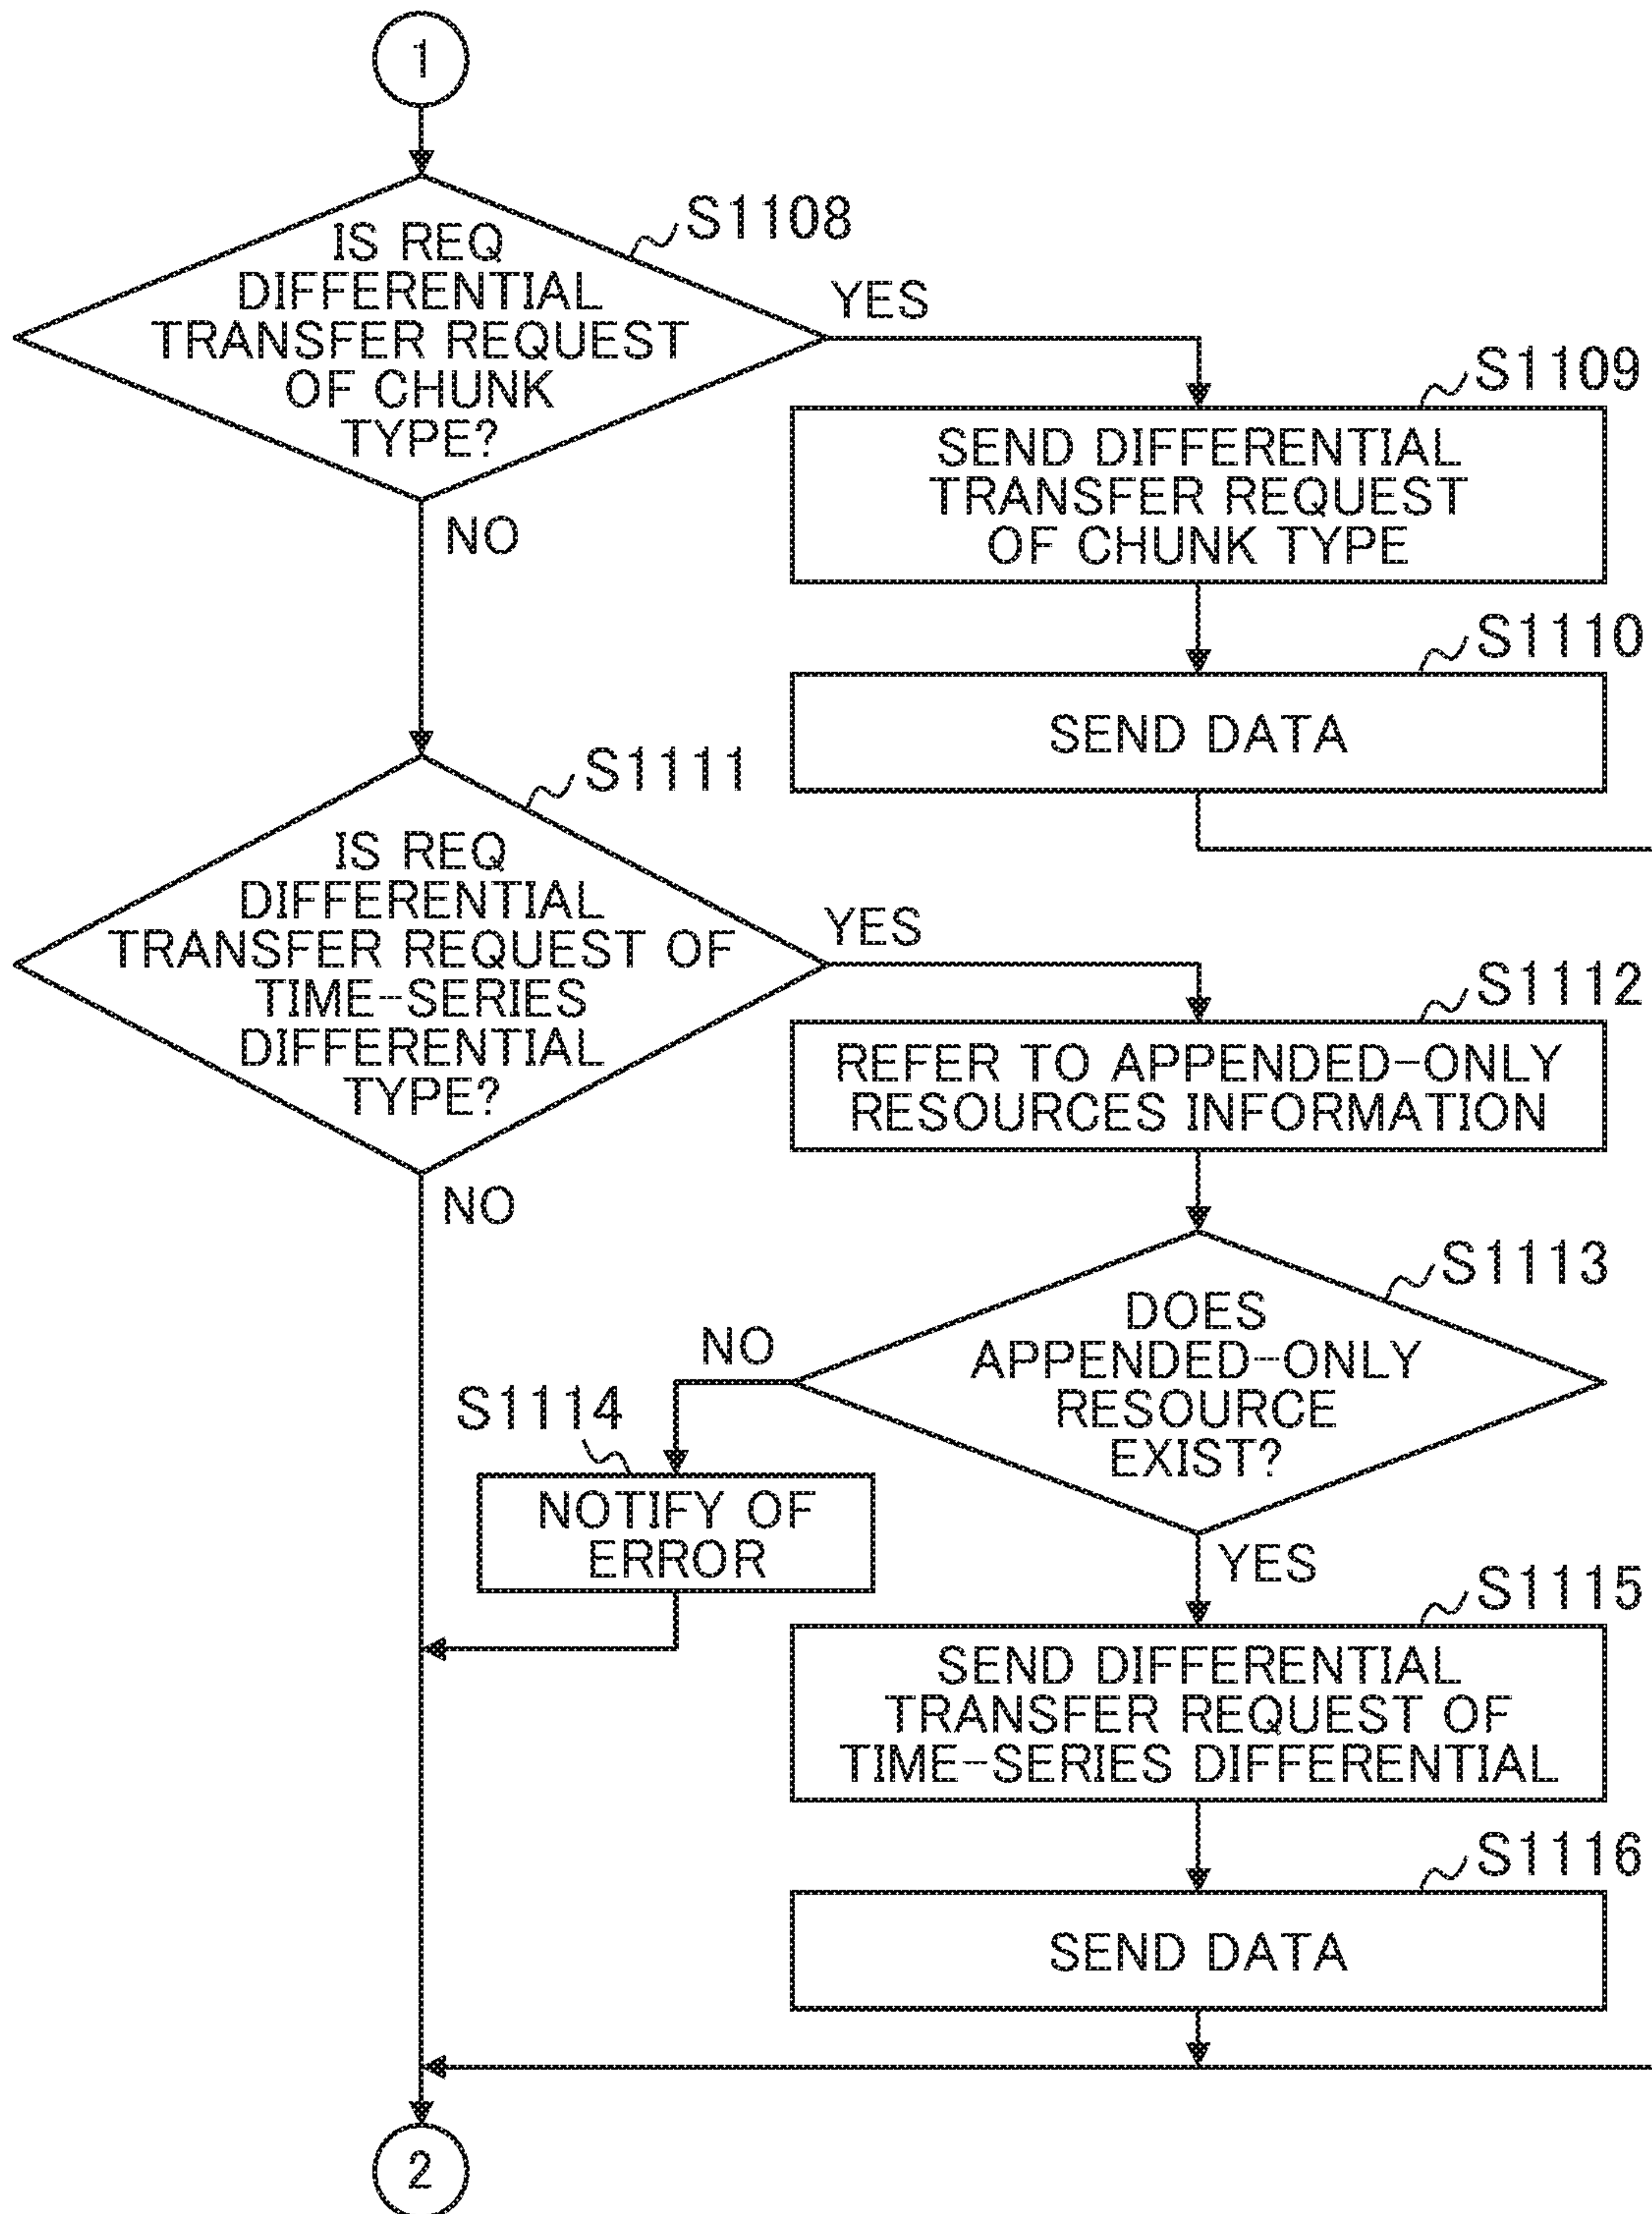 1
S1108
IS REQ
DIFFERENTIAL
TRANSFER REQUEST
OF CHUNK
TYPE?
YES
NO
S1109
SEND DIFFERENTIAL
TRANSFER REQUEST
OF CHUNK TYPE
S1110
SEND DATA
S1111
IS REQ
DIFFERENTIAL
TRANSFER REQUEST OF
TIME-SERIES
DIFFERENTIAL
TYPE?
YES
NO
S1112
REFER TO APPENDED-ONLY
RESOURCES INFORMATION
S1113
DOES
APPENDED-ONLY
RESOURCE
EXIST?
NO
S1114
NOTIFY OF
ERROR
YES
S1115
SEND DIFFERENTIAL
TRANSFER REQUEST OF
TIME-SERIES DIFFERENTIAL
S1116
SEND DATA
2